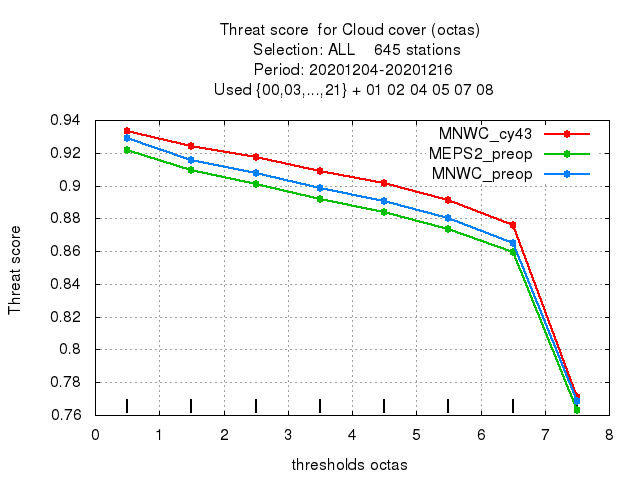 Threat score  for Cloud cover (octas)
Selection: ALL    645 stations
Period: 20201204-20201216
Used {00,03,...,21} + 01 02 04 05 07 08
MNWC_cy43
MEPS2_preop
MNWC_preop
Threat score
0.94
0.92
0.9
0.88
0.86
0.84
0.82
0.8
0.78
0.76
0 1 2 3 4 5 6 7 8
thresholds octas